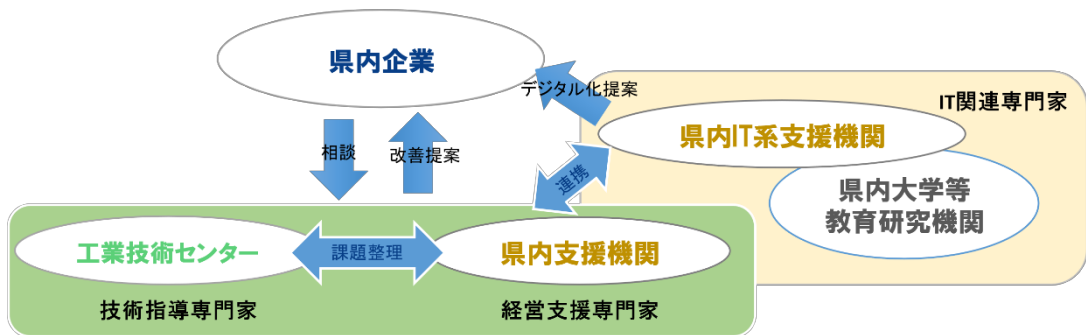 県内企業
デジタル化提案
IT関連専門家
県内IT系支援機関
相談
改善提案
連携
県内大学等
教育研究機関
工業技術センター
課題整理
県内支援機関
技術指導専門家
経営支援専門家